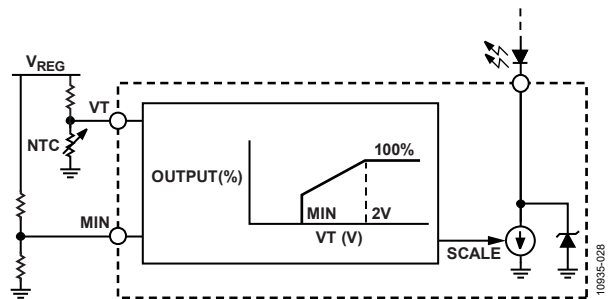 VREG
VT
NTC
MIN
OUTPUT(%)
100%
MIN
2V
VT (V)
SCALE
10935-028